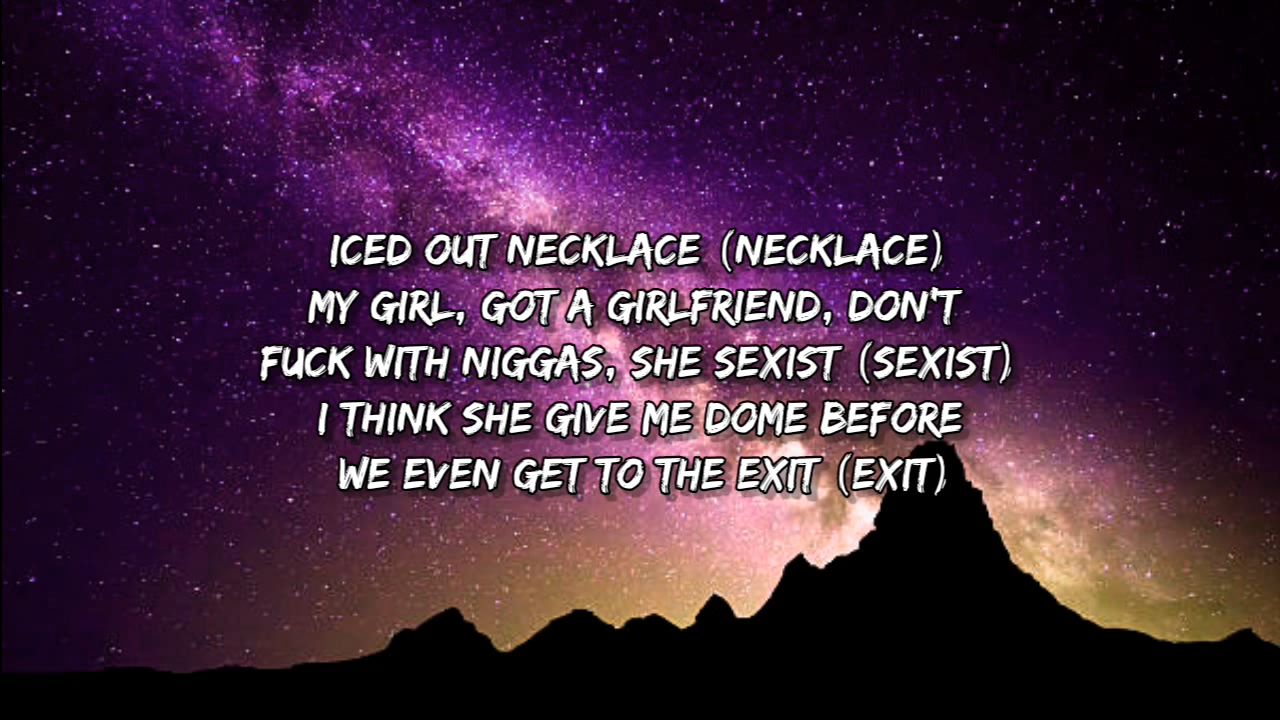 ICED OUT NECKLACE (NECKLACE)
MY GIRL, GOT A GIRLFRIEND, DON'T
FUCK WITH NIGGAS, SHE SEXIST (SEXIST)
I THINK SHE GIVE ME DOME BEFORE
WE EVEN GET TO THE EXIT (EXIT)